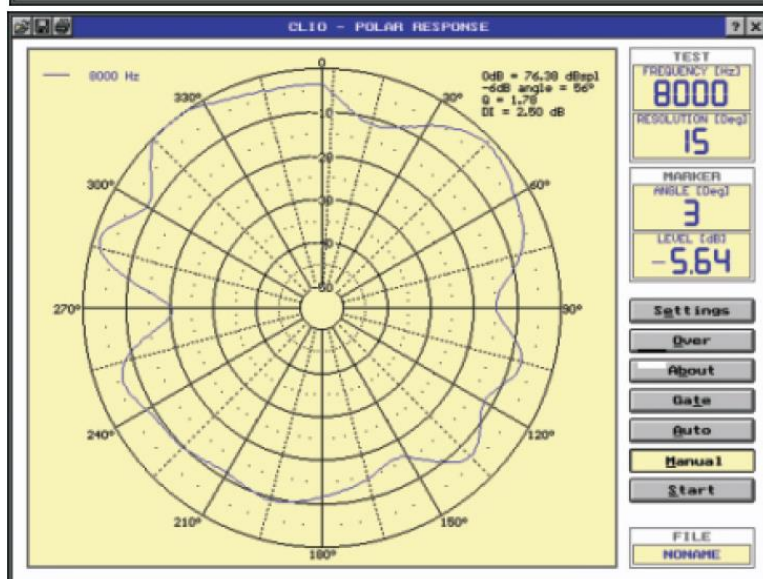 CLIO - POLAR RESPONSE
? X
8000 Hz
0dB = 76.38 dBspl
-6dB angle = 56°
Q = 1.78
DI = 2.50 dB
0
330°
30°
-10
-20
300°
60°
-30
-40
-50
270°
90°
240°
120°
210°
150°
180°
TEST
FREQUENCY [Hz]
8000
RESOLUTION [Deg]
15
MARKER
ANGLE [Deg]
3
LEVEL [dB]
-5.64
Settings
Over
About
Gate
Auto
Manual
Start
FILE
NONAME